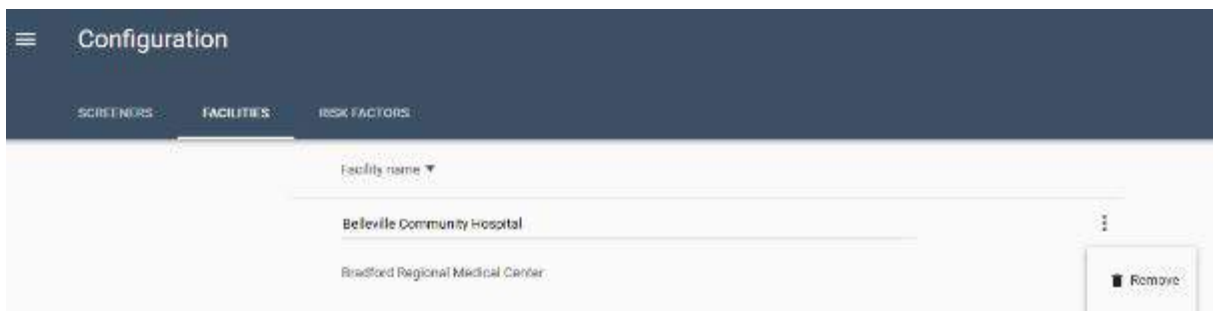 Configuration
SCREENERS FACILITIES RISK FACTORS
Facility name
Belleville Community Hospital
Bradford Regional Medical Center
Remove